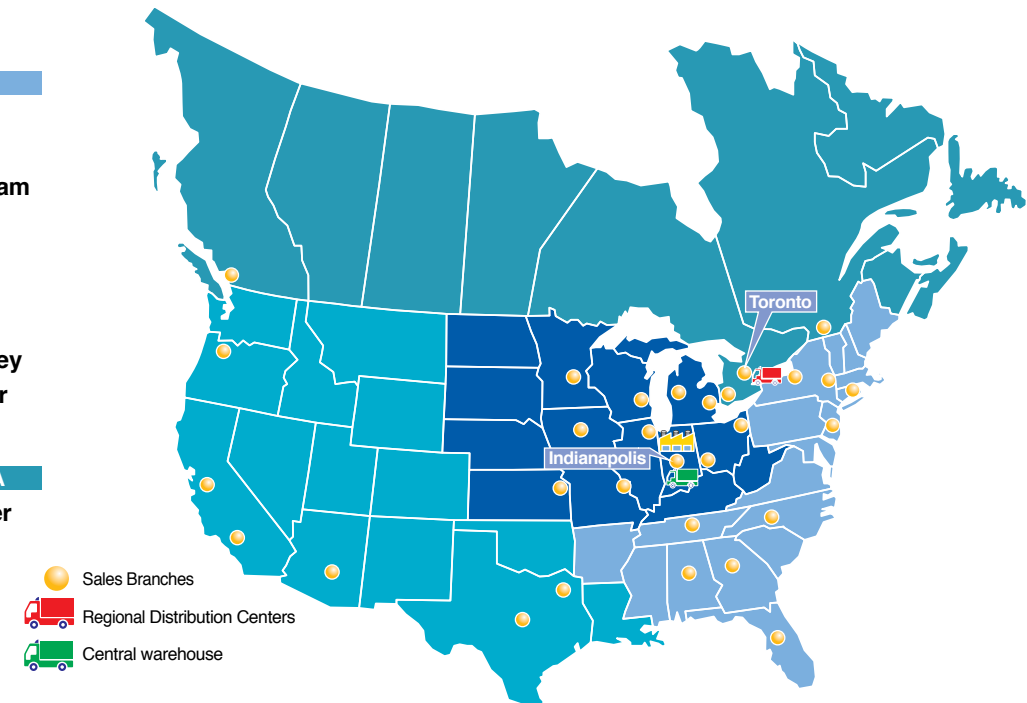 am
ey
r
A
er
Toronto
Indianapolis
Sales Branches
Regional Distribution Centers
Central warehouse